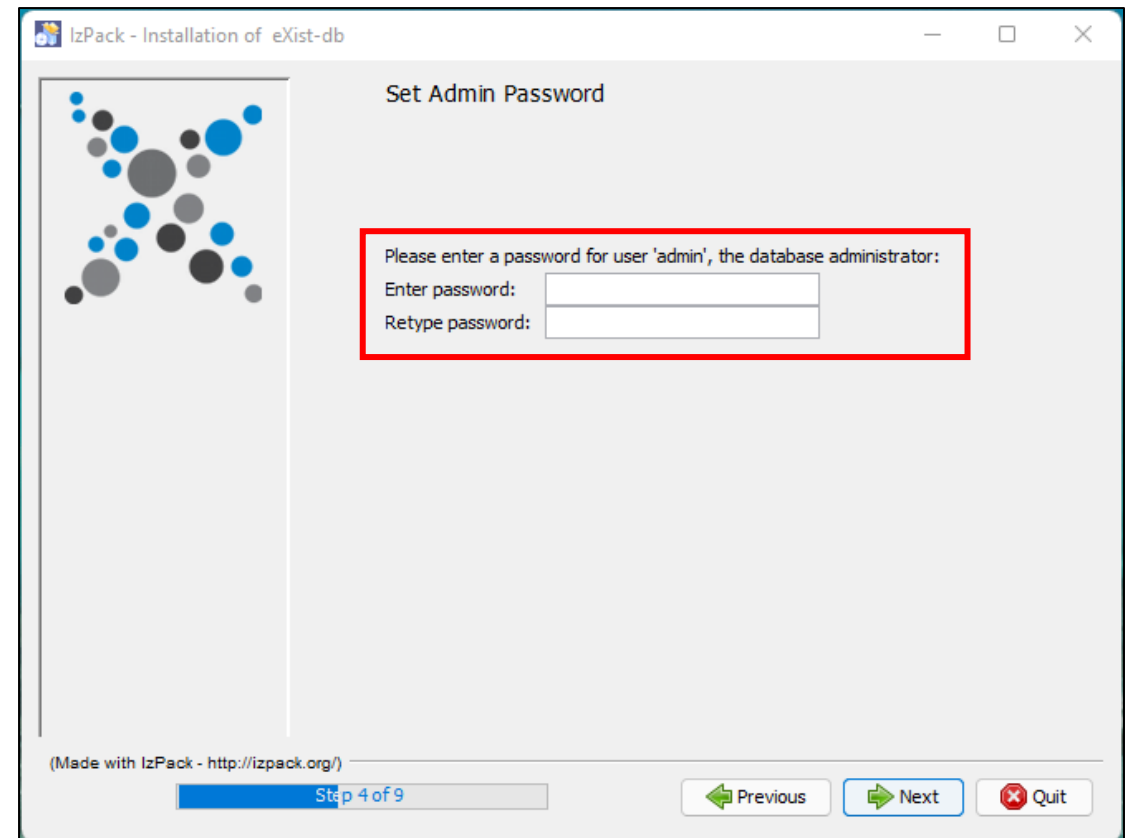 IzPack - Installation of eXist-db
Set Admin Password
Please enter a password for user 'admin', the database administrator:
Enter password:
Retype password:
(Made with IzPack - http://izpack.org/)
Step 4 of 9
Previous
Next
Quit